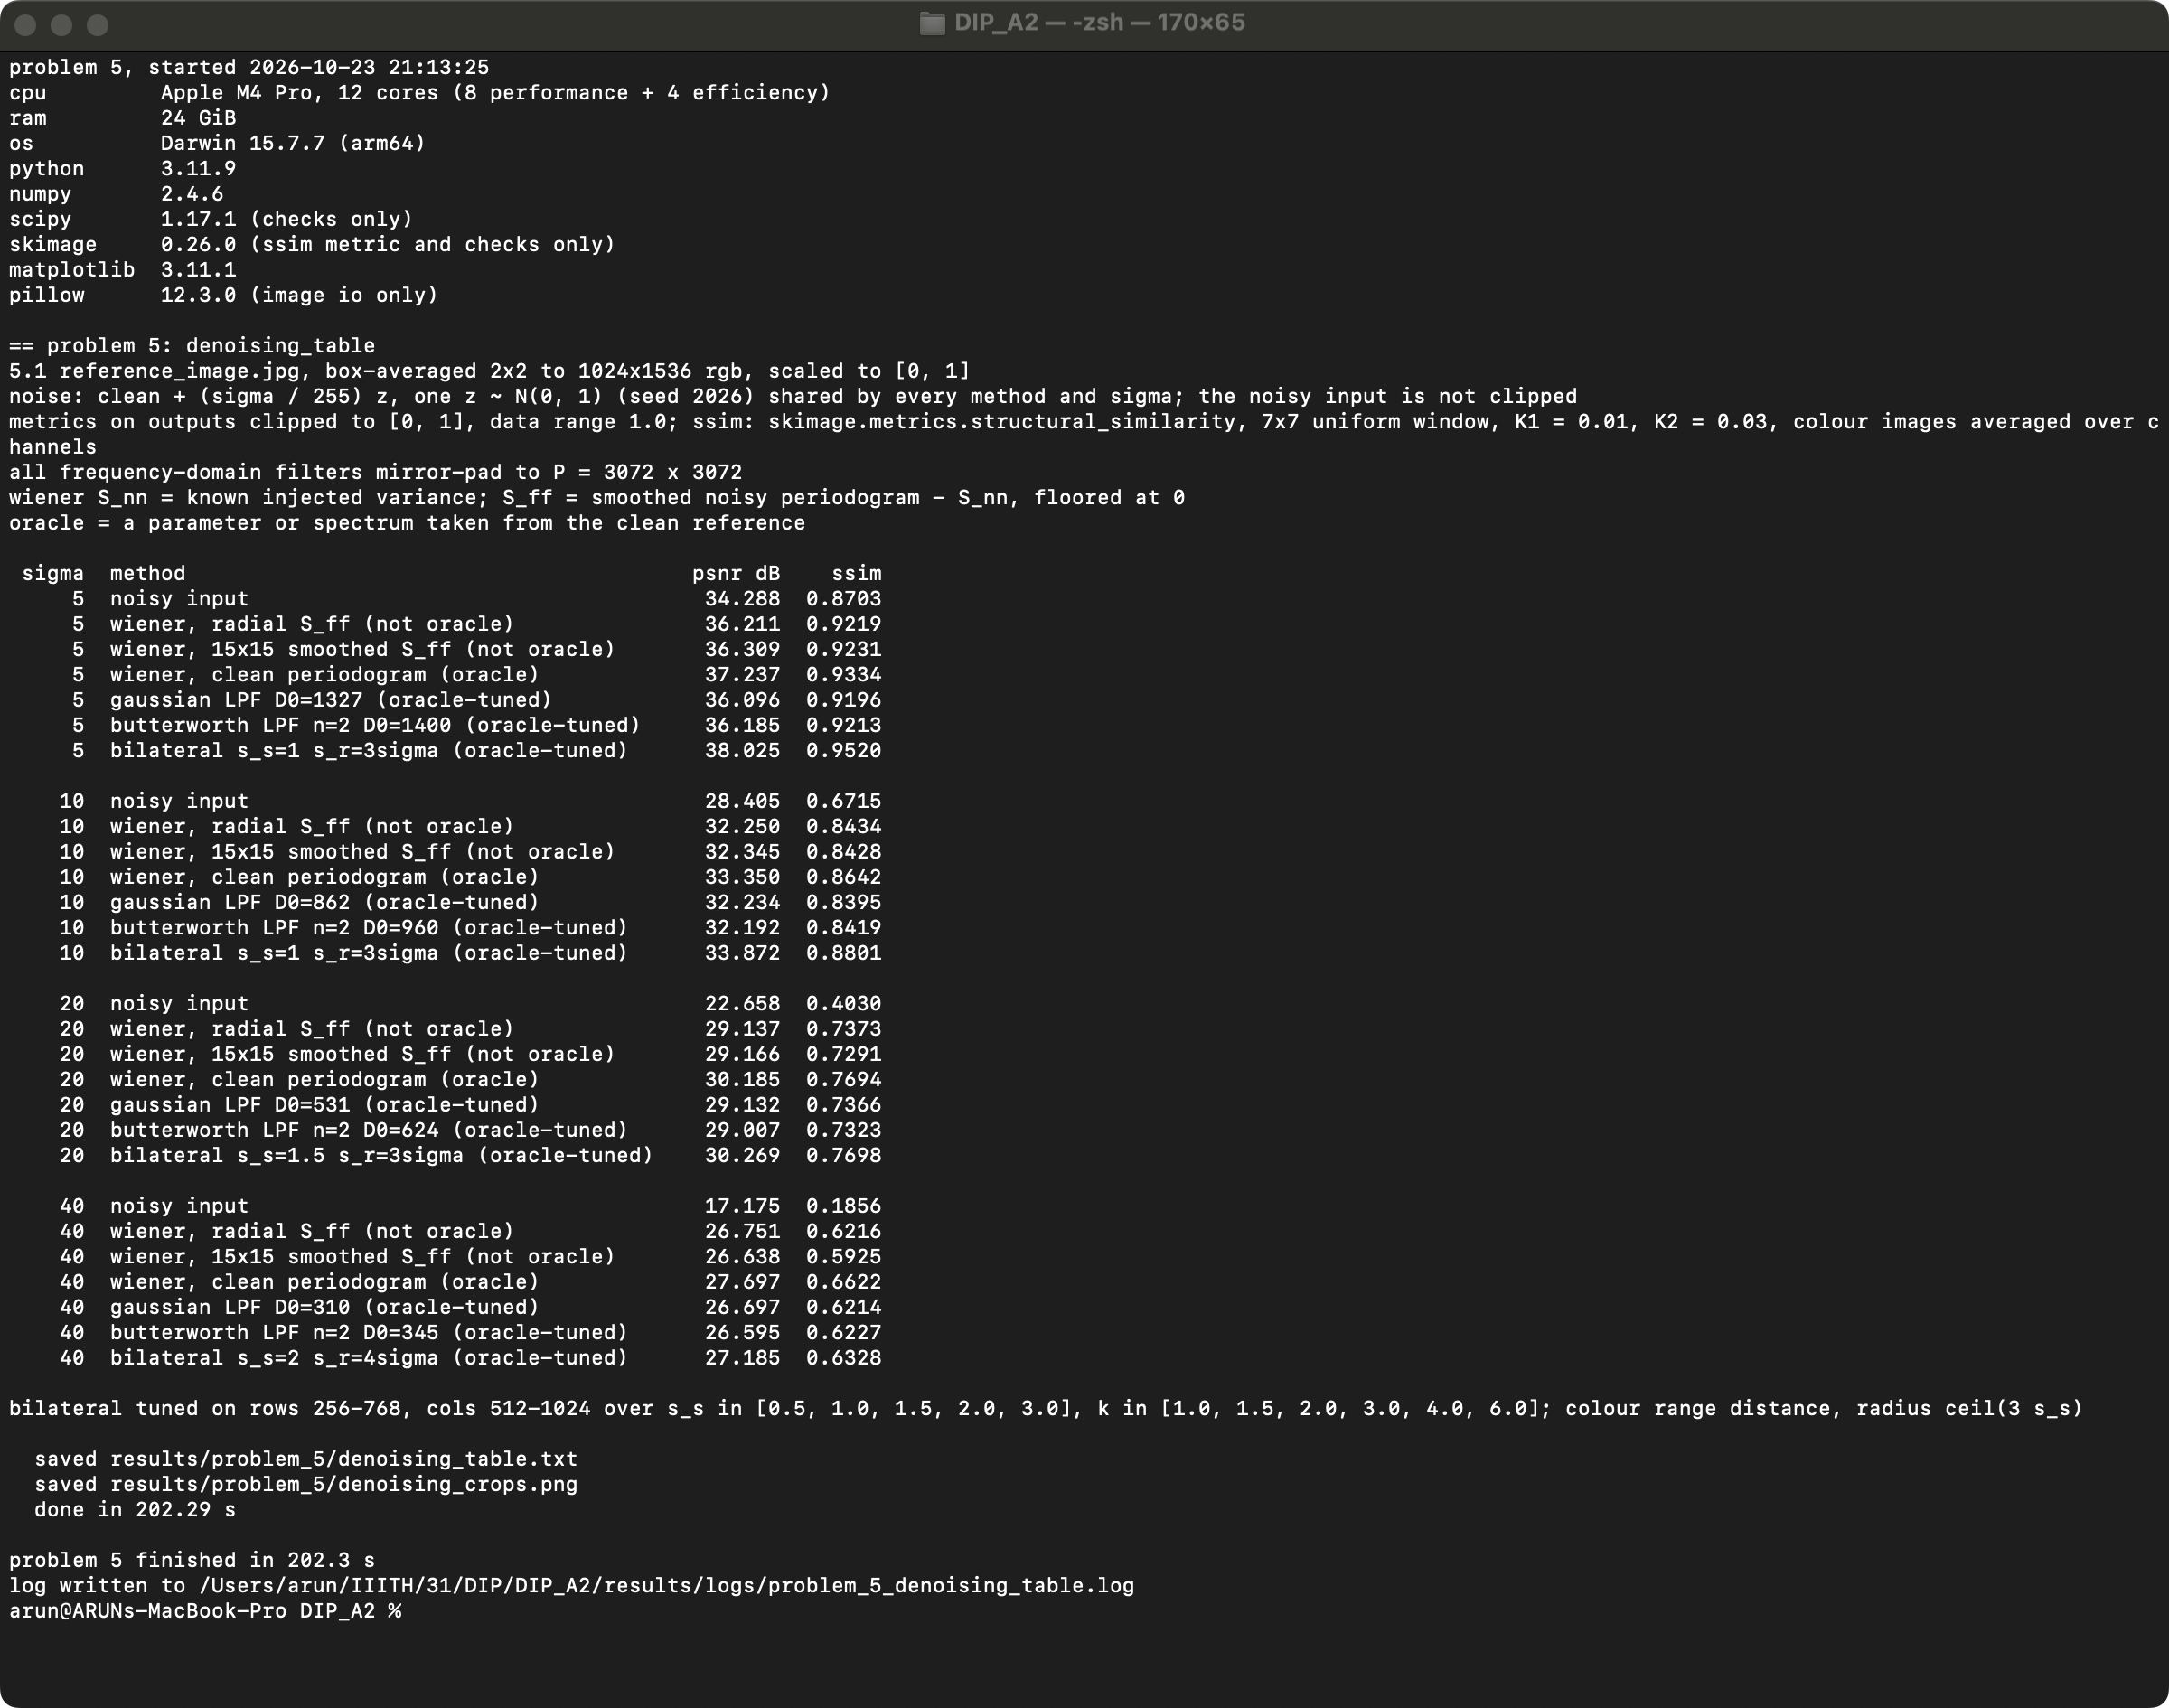 DIP_A2 — -zsh — 170×65
problem 5, started 2026-10-23 21:13:25
cpu         Apple M4 Pro, 12 cores (8 performance + 4 efficiency)
ram         24 GiB
os          Darwin 15.7.7 (arm64)
python      3.11.9
numpy       2.4.6
scipy       1.17.1 (checks only)
skimage     0.26.0 (ssim metric and checks only)
matplotlib  3.11.1
pillow      12.3.0 (image io only)
== problem 5: denoising_table
5.1 reference_image.jpg, box-averaged 2x2 to 1024x1536 rgb, scaled to [0, 1]
noise: clean + (sigma / 255) z, one z ~ N(0, 1) (seed 2026) shared by every method and sigma; the noisy input is not clipped
metrics on outputs clipped to [0, 1], data range 1.0; ssim: skimage.metrics.structural_similarity, 7x7 uniform window, K1 = 0.01, K2 = 0.03, colour images averaged over c
hannels
all frequency-domain filters mirror-pad to P = 3072 x 3072
wiener S_nn = known injected variance; S_ff = smoothed noisy periodogram - S_nn, floored at 0
oracle = a parameter or spectrum taken from the clean reference
 sigma  method                                        psnr dB    ssim
     5  noisy input                                    34.288  0.8703
     5  wiener, radial S_ff (not oracle)               36.211  0.9219
     5  wiener, 15x15 smoothed S_ff (not oracle)       36.309  0.9231
     5  wiener, clean periodogram (oracle)             37.237  0.9334
     5  gaussian LPF D0=1327 (oracle-tuned)            36.096  0.9196
     5  butterworth LPF n=2 D0=1400 (oracle-tuned)     36.185  0.9213
     5  bilateral s_s=1 s_r=3sigma (oracle-tuned)      38.025  0.9520
    10  noisy input                                    28.405  0.6715
    10  wiener, radial S_ff (not oracle)               32.250  0.8434
    10  wiener, 15x15 smoothed S_ff (not oracle)       32.345  0.8428
    10  wiener, clean periodogram (oracle)             33.350  0.8642
    10  gaussian LPF D0=862 (oracle-tuned)             32.234  0.8395
    10  butterworth LPF n=2 D0=960 (oracle-tuned)      32.192  0.8419
    10  bilateral s_s=1 s_r=3sigma (oracle-tuned)      33.872  0.8801
    20  noisy input                                    22.658  0.4030
    20  wiener, radial S_ff (not oracle)               29.137  0.7373
    20  wiener, 15x15 smoothed S_ff (not oracle)       29.166  0.7291
    20  wiener, clean periodogram (oracle)             30.185  0.7694
    20  gaussian LPF D0=531 (oracle-tuned)             29.132  0.7366
    20  butterworth LPF n=2 D0=624 (oracle-tuned)      29.007  0.7323
    20  bilateral s_s=1.5 s_r=3sigma (oracle-tuned)    30.269  0.7698
    40  noisy input                                    17.175  0.1856
    40  wiener, radial S_ff (not oracle)               26.751  0.6216
    40  wiener, 15x15 smoothed S_ff (not oracle)       26.638  0.5925
    40  wiener, clean periodogram (oracle)             27.697  0.6622
    40  gaussian LPF D0=310 (oracle-tuned)             26.697  0.6214
    40  butterworth LPF n=2 D0=345 (oracle-tuned)      26.595  0.6227
    40  bilateral s_s=2 s_r=4sigma (oracle-tuned)      27.185  0.6328
bilateral tuned on rows 256-768, cols 512-1024 over s_s in [0.5, 1.0, 1.5, 2.0, 3.0], k in [1.0, 1.5, 2.0, 3.0, 4.0, 6.0]; colour range distance, radius ceil(3 s_s)
  saved results/problem_5/denoising_table.txt
  saved results/problem_5/denoising_crops.png
  done in 202.29 s
problem 5 finished in 202.3 s
log written to /Users/arun/IIITH/31/DIP/DIP_A2/results/logs/problem_5_denoising_table.log
arun@ARUNs-MacBook-Pro DIP_A2 %